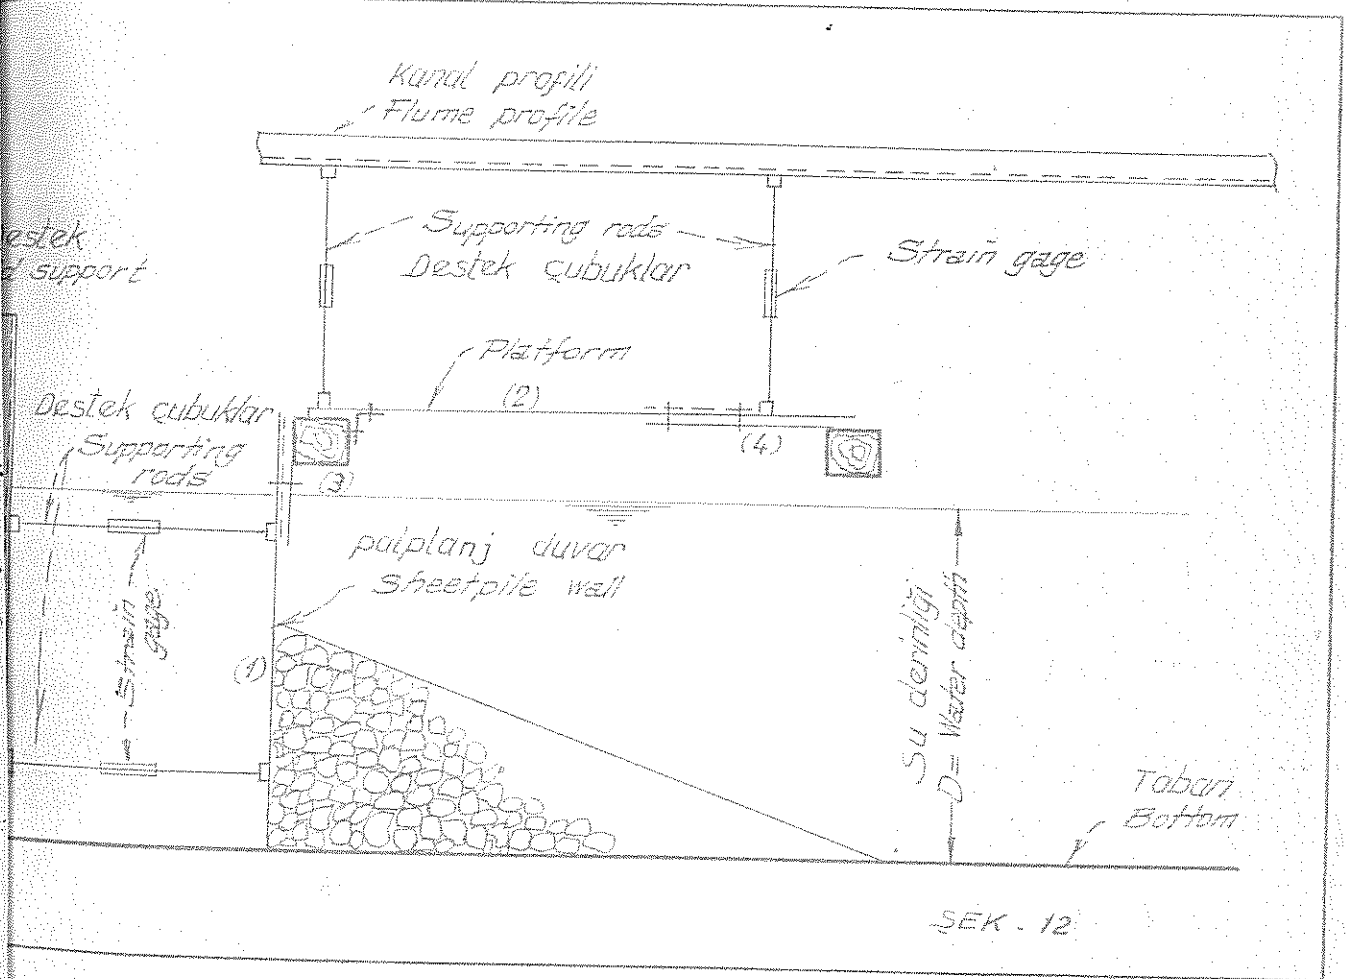 Kanal profili
Flume profile
estek
d support
Supporting rods
Destek çubuklar
Strain gage
Platform
(2)
Destek çubuklar
Supporting
rods
(3)
(4)
palplanj duvar
Sheetpile wall
Strain
gage
(1)
Su derinliği
D= Water depth
Taban
Bottom
ŞEK - 12